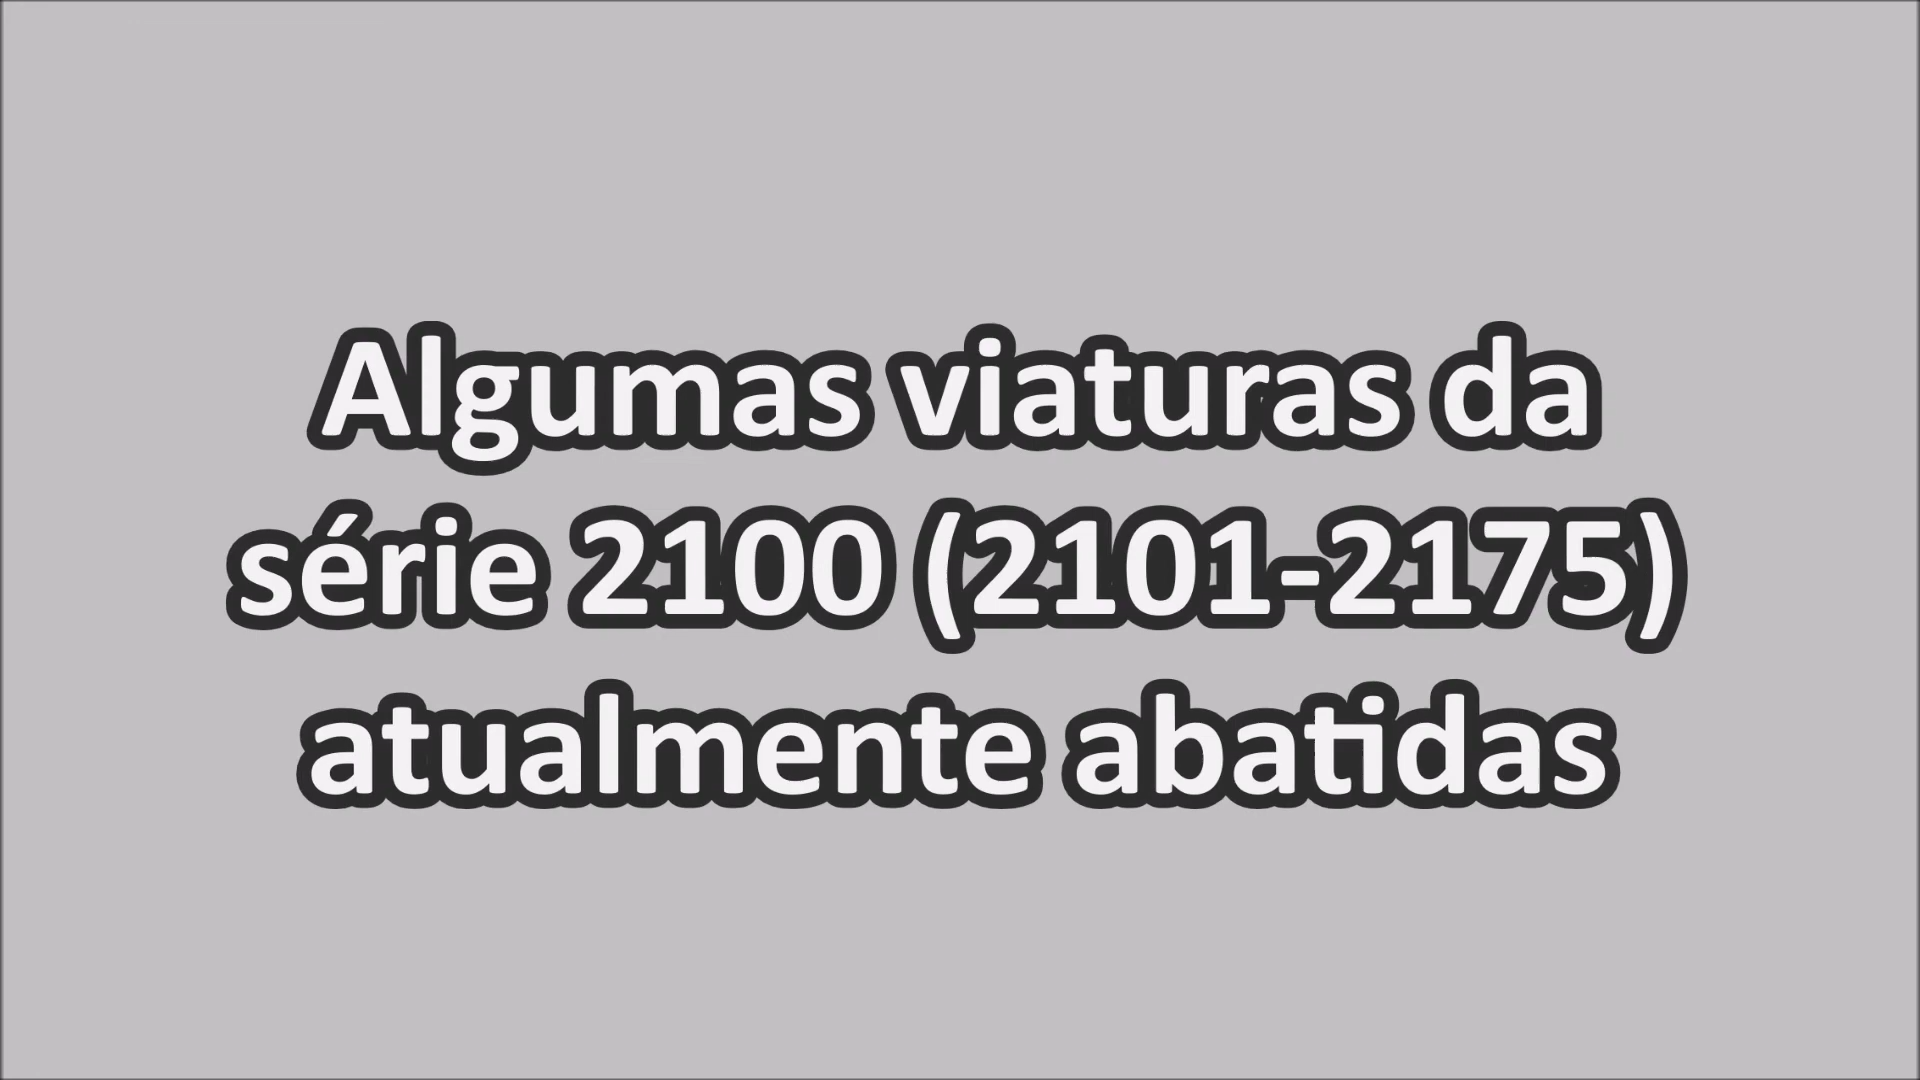 Algumas viaturas da
série 2100 (2101-2175)
atualmente abatidas